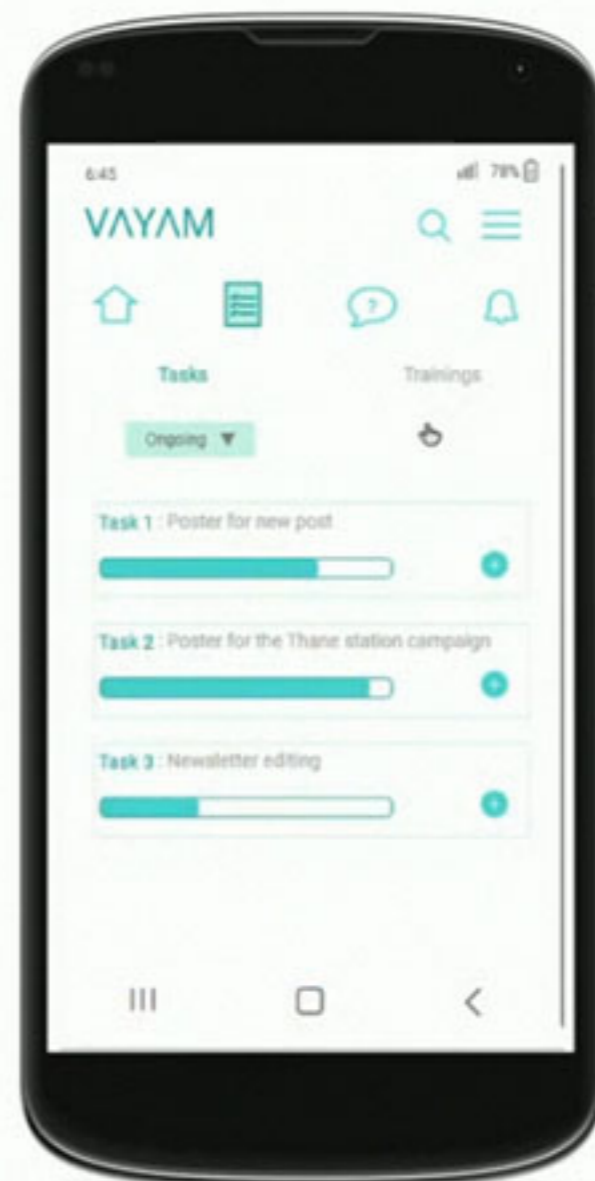 6:45 78%
VAYAM
?
Tasks Trainings
Ongoing ▼
Task 1 : Poster for new post
Task 2 : Poster for the Thane station campaign
Task 3 : Newsletter editing